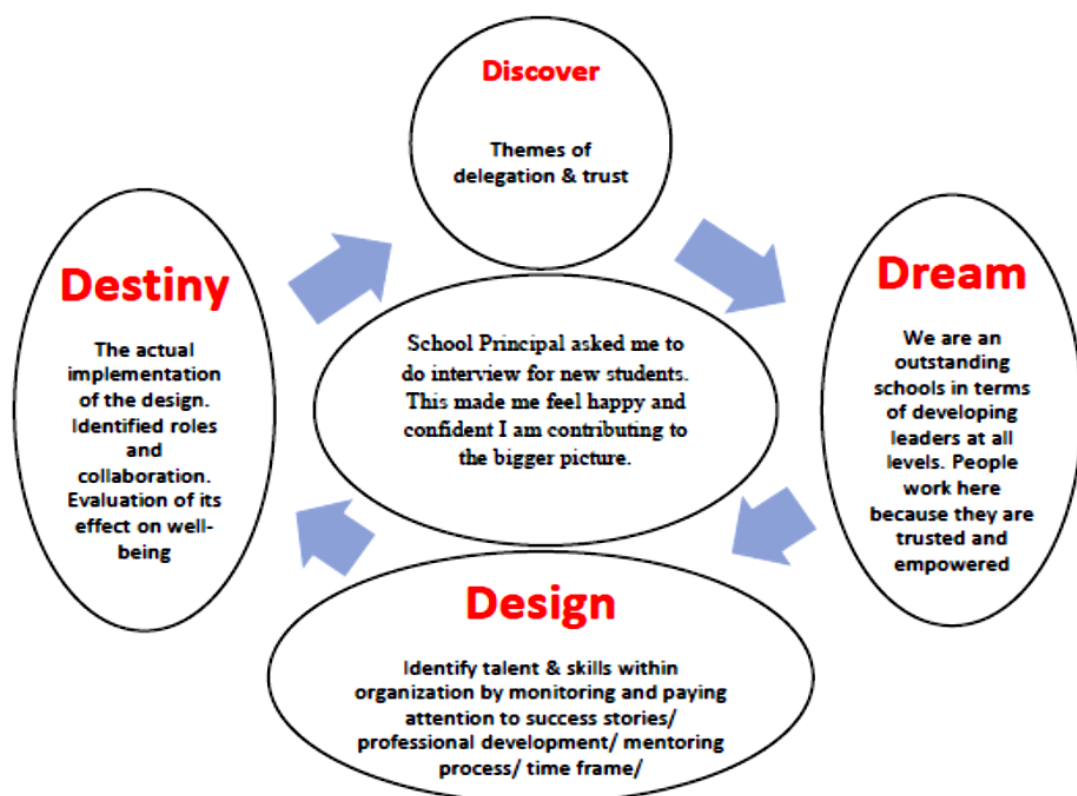 Discover
Themes of
delegation & trust
Destiny
The actual
implementation
of the design.
Identified roles
and
collaboration.
Evaluation of its
effect on well-
being
School Principal asked me to
do interview for new students.
This made me feel happy and
confident I am contributing to
the bigger picture.
Dream
We are an
outstanding
schools in terms
of developing
leaders at all
levels. People
work here
because they are
trusted and
empowered
Design
Identify talent & skills within
organization by monitoring and paying
attention to success stories/
professional development/ mentoring
process/ time frame/